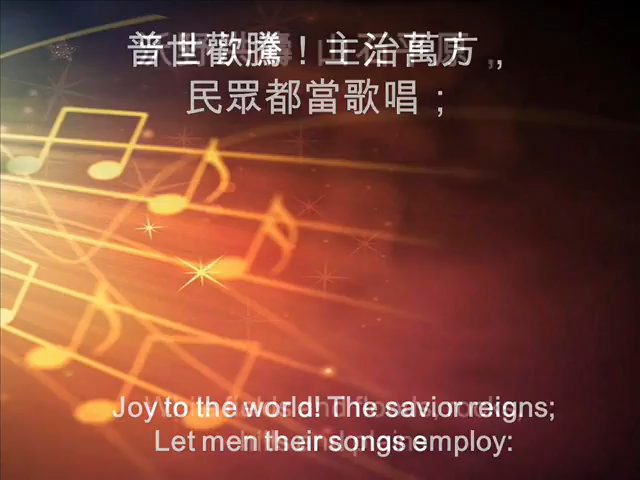 普世歡騰！主治萬方，
民眾都當歌唱；
Joy to the world! The savior reigns;
Let men their songs employ: